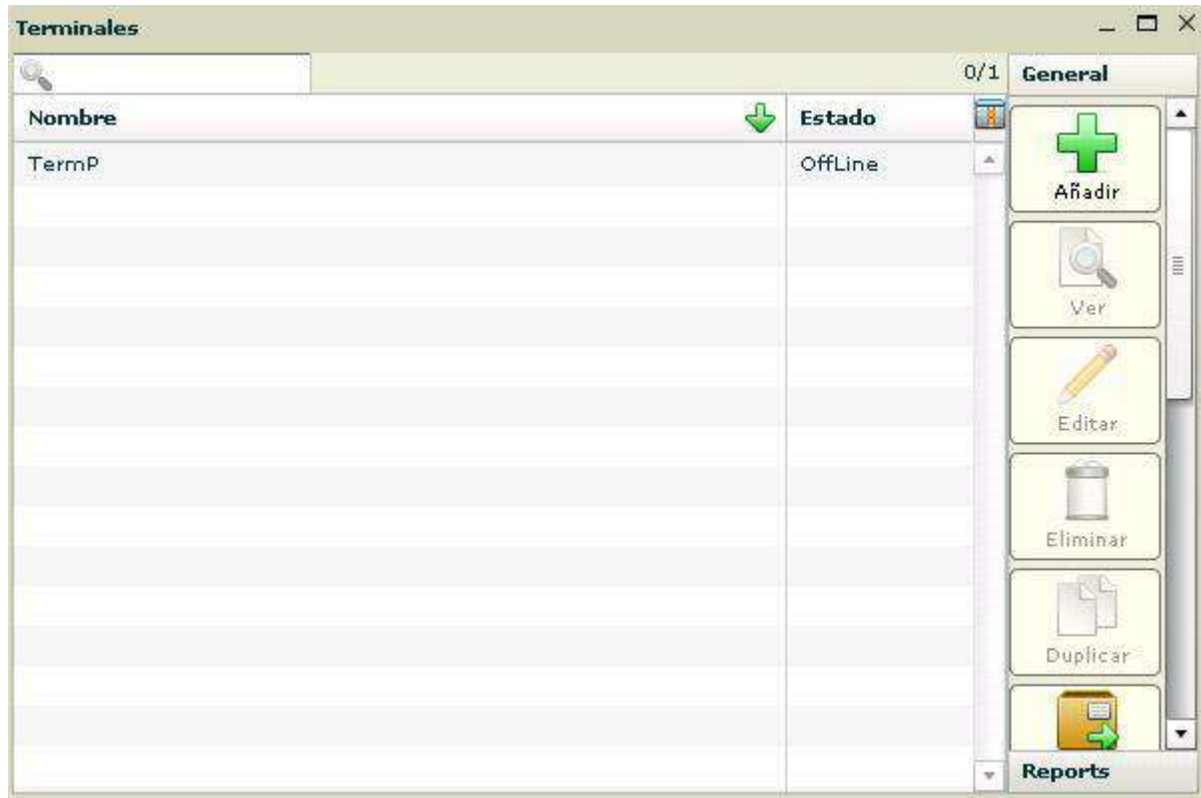 Terminales
0/1
General
Nombre
Estado
TermP
OffLine
Añadir
Ver
Editar
Eliminar
Duplicar
Reports